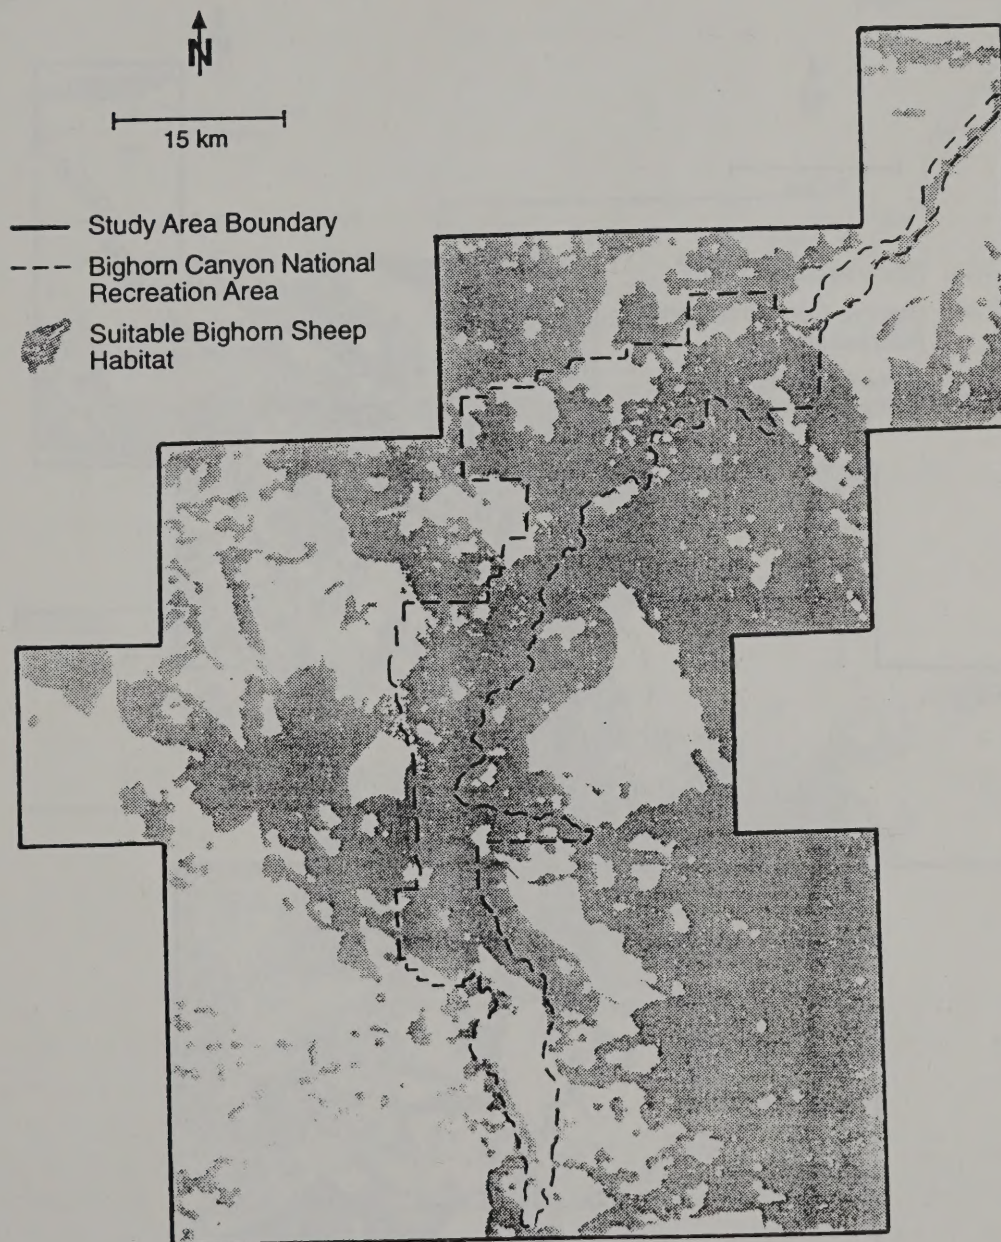 N
15 km
Study Area Boundary
Bighorn Canyon National
Recreation Area
Suitable Bighorn Sheep
Habitat